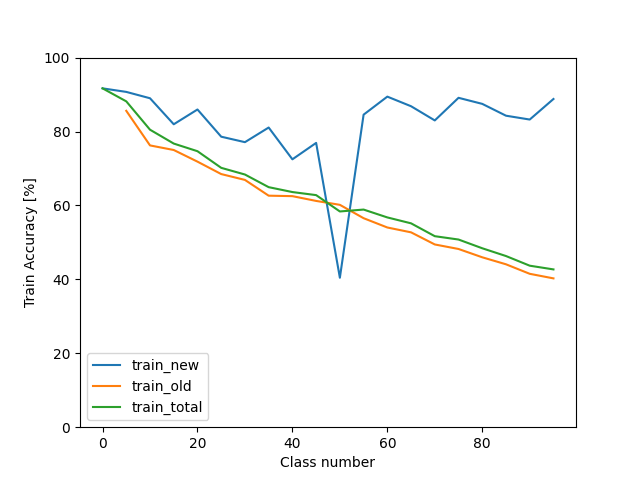 100
80
60
40
20
0
Train Accuracy [%]
train_new
train_old
train_total
0 20 40 60 80
Class number